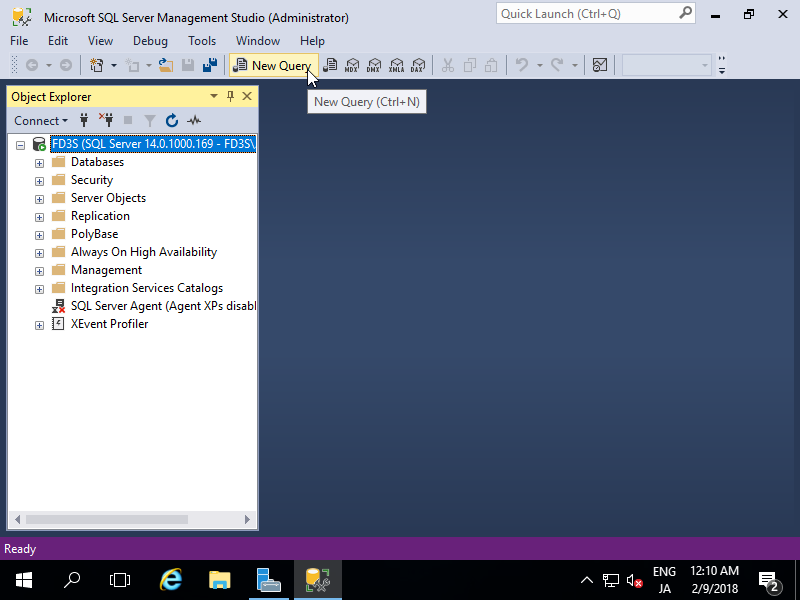 Microsoft SQL Server Management Studio (Administrator)
Quick Launch (Ctrl+Q)
File Edit View Debug Tools Window Help
New Query
MDX DMX XMLA DAX
New Query (Ctrl+N)
Object Explorer
Connect
FD3S (SQL Server 14.0.1000.169 - FD3S\
Databases
Security
Server Objects
Replication
PolyBase
Always On High Availability
Management
Integration Services Catalogs
SQL Server Agent (Agent XPs disabl
XEvent Profiler
Ready
ENG
JA
12:10 AM
2/9/2018
2